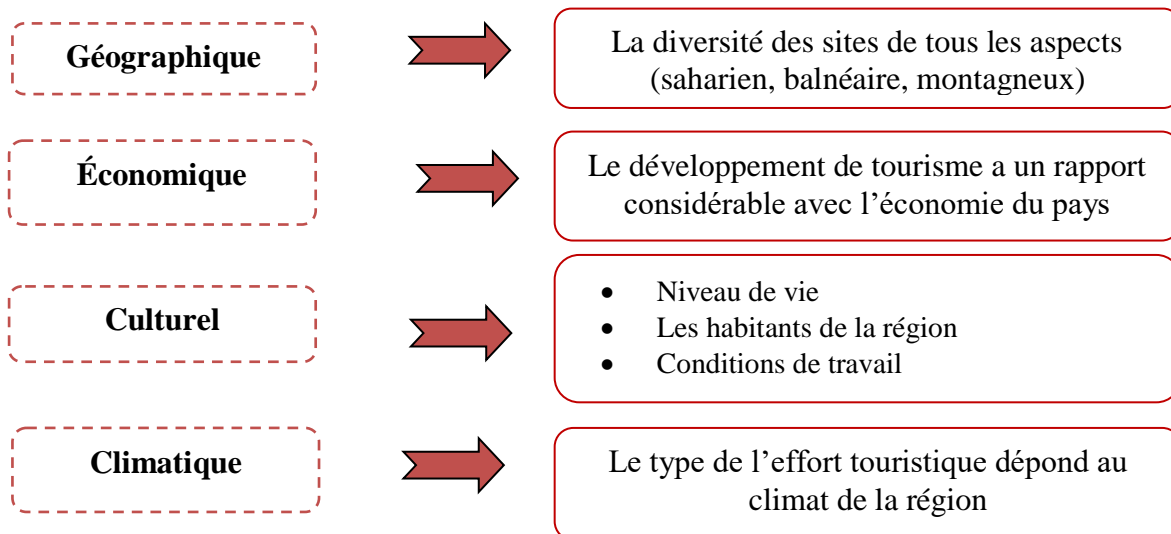 Géographique
La diversité des sites de tous les aspects
(saharien, balnéaire, montagneux)
Économique
Le développement de tourisme a un rapport
considérable avec l’économie du pays
Culturel
• Niveau de vie
• Les habitants de la région
• Conditions de travail
Climatique
Le type de l’effort touristique dépond au
climat de la région